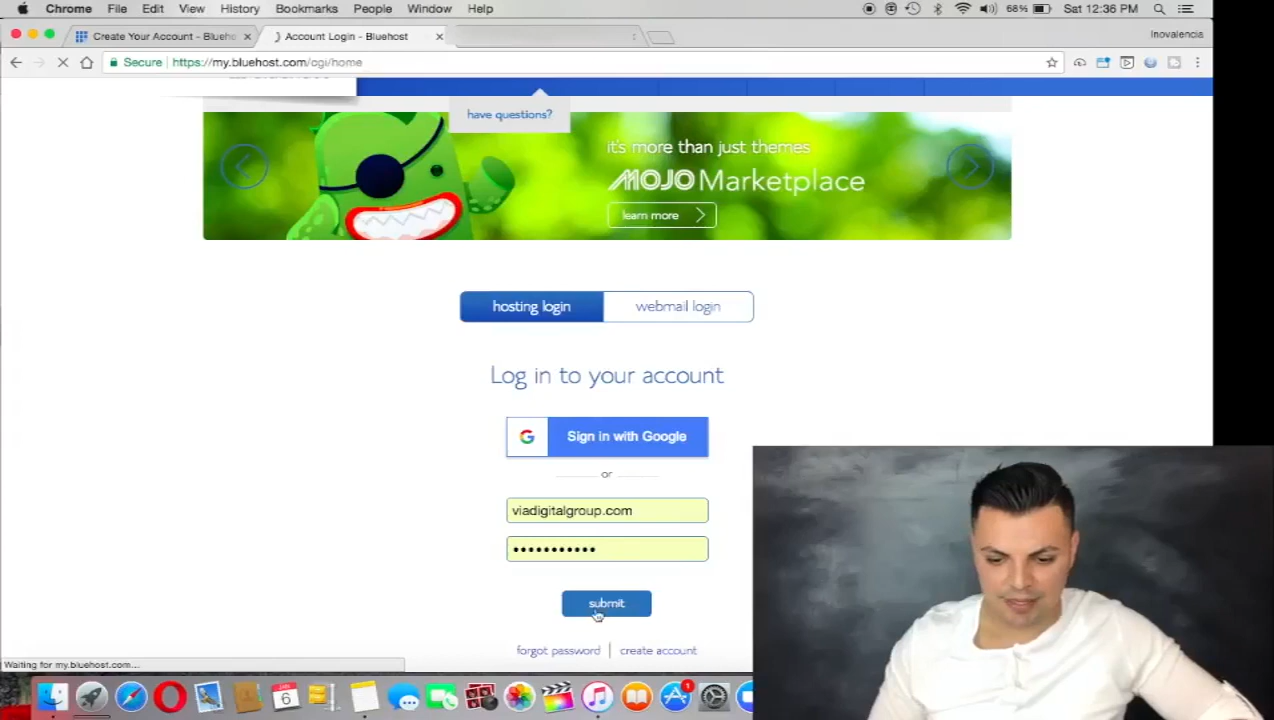 Chrome File Edit View History Bookmarks People Window Help 68% Sat 12:36 PM
Create Your Account - Blueho Account Login - Bluehost Inovalencia
Secure https://my.bluehost.com/cgi/home
have questions?
it's more than just themes
MOJO Marketplace
learn more
hosting login webmail login
Log in to your account
G Sign in with Google
or
viadigitalgroup.com
•••••••••••
submit
forgot password create account
Waiting for my.bluehost.com...
6 1